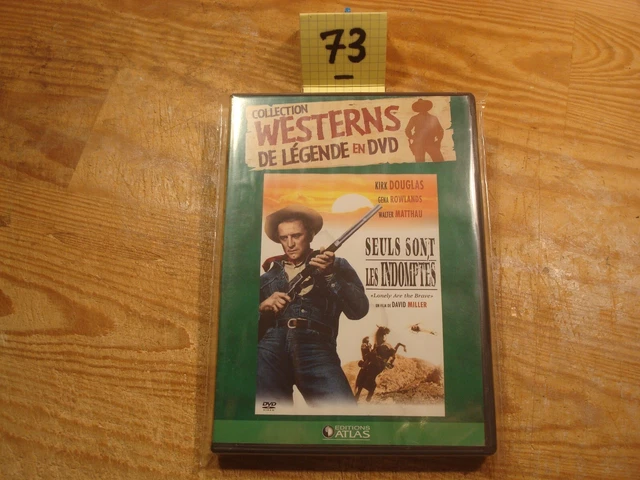 73
COLLECTION
WESTERNS
DE LÉGENDE EN DVD
KIRK DOUGLAS
GENA ROWLANDS
WALTER MATTHAU
SEULS SONT
LES INDOMPTES
«Lonely Are the Brave»
UN FILM DE DAVID MILLER
DVD
EDITIONS
ATLAS